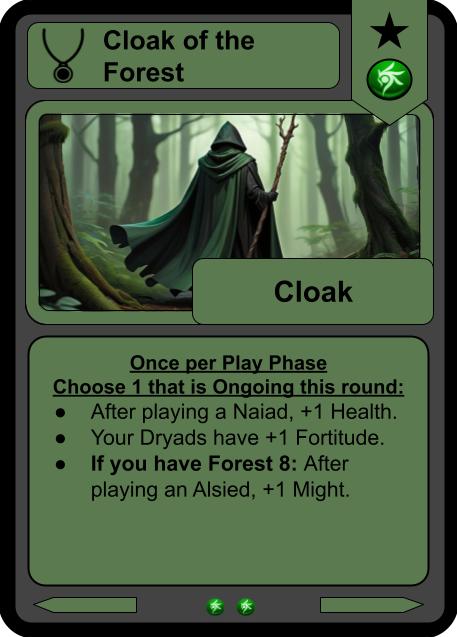 Cloak of the
Forest
Cloak
Once per Play Phase
Choose 1 that is Ongoing this round:
● After playing a Naiad, +1 Health.
● Your Dryads have +1 Fortitude.
● If you have Forest 8: After
playing an Alsied, +1 Might.